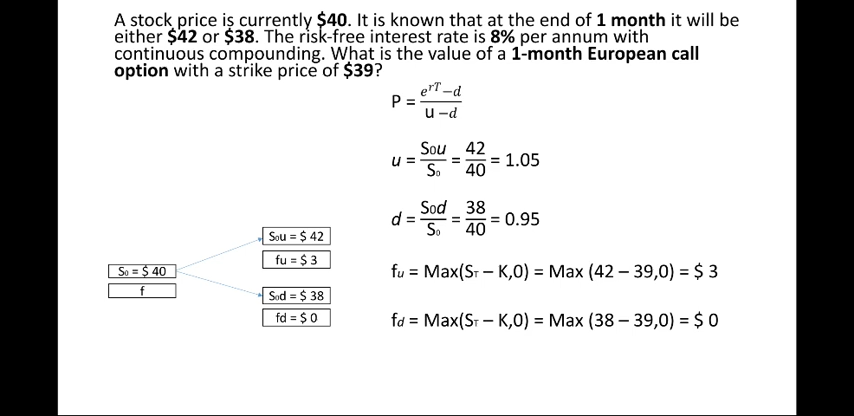 A stock price is currently $40. It is known that at the end of 1 month it will be
either $42 or $38. The risk-free interest rate is 8% per annum with
continuous compounding. What is the value of a 1-month European call
option with a strike price of $39?
P = e^rT –d / u –d
u = S₀u / S₀ = 42 / 40 = 1.05
d = S₀d / S₀ = 38 / 40 = 0.95
S₀u = $ 42
fu = $ 3
S₀ = $ 40
f
S₀d = $ 38
fd = $ 0
fu = Max(Sᴛ – K,0) = Max (42 – 39,0) = $ 3
fd = Max(Sᴛ – K,0) = Max (38 – 39,0) = $ 0